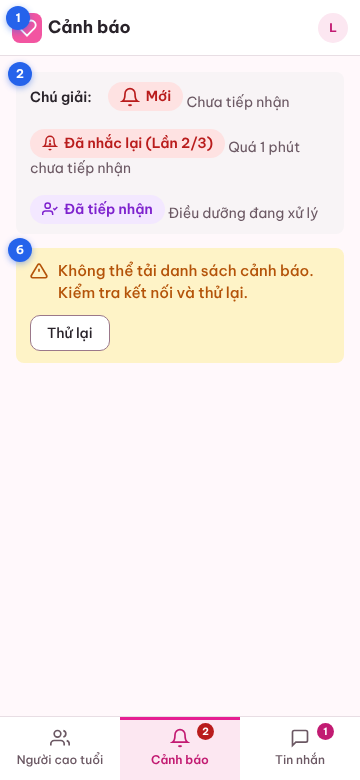 1
Cảnh báo
L
2
Chú giải: Mới Chưa tiếp nhận
Đã nhắc lại (Lần 2/3) Quá 1 phút
chưa tiếp nhận
Đã tiếp nhận Điều dưỡng đang xử lý
6
Không thể tải danh sách cảnh báo.
Kiểm tra kết nối và thử lại.
Thử lại
2
1
Người cao tuổi Cảnh báo Tin nhắn